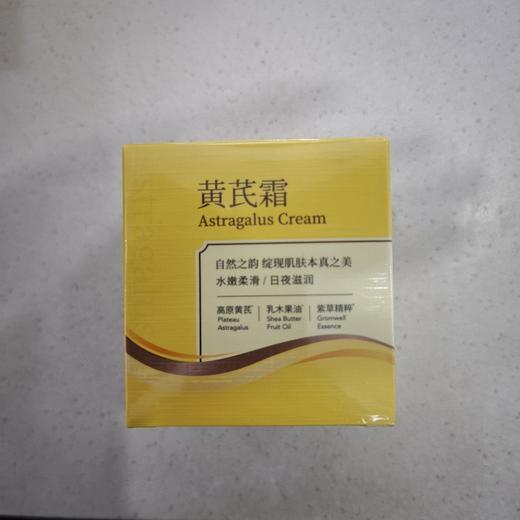 黄芪霜
Astragalus Cream
自然之韵 绽现肌肤本真之美
水嫩柔滑 / 日夜滋润
高原黄芪* 乳木果油* 紫草精粹*
Plateau Shea Butter Gromwell
Astragalus Fruit Oil Essence